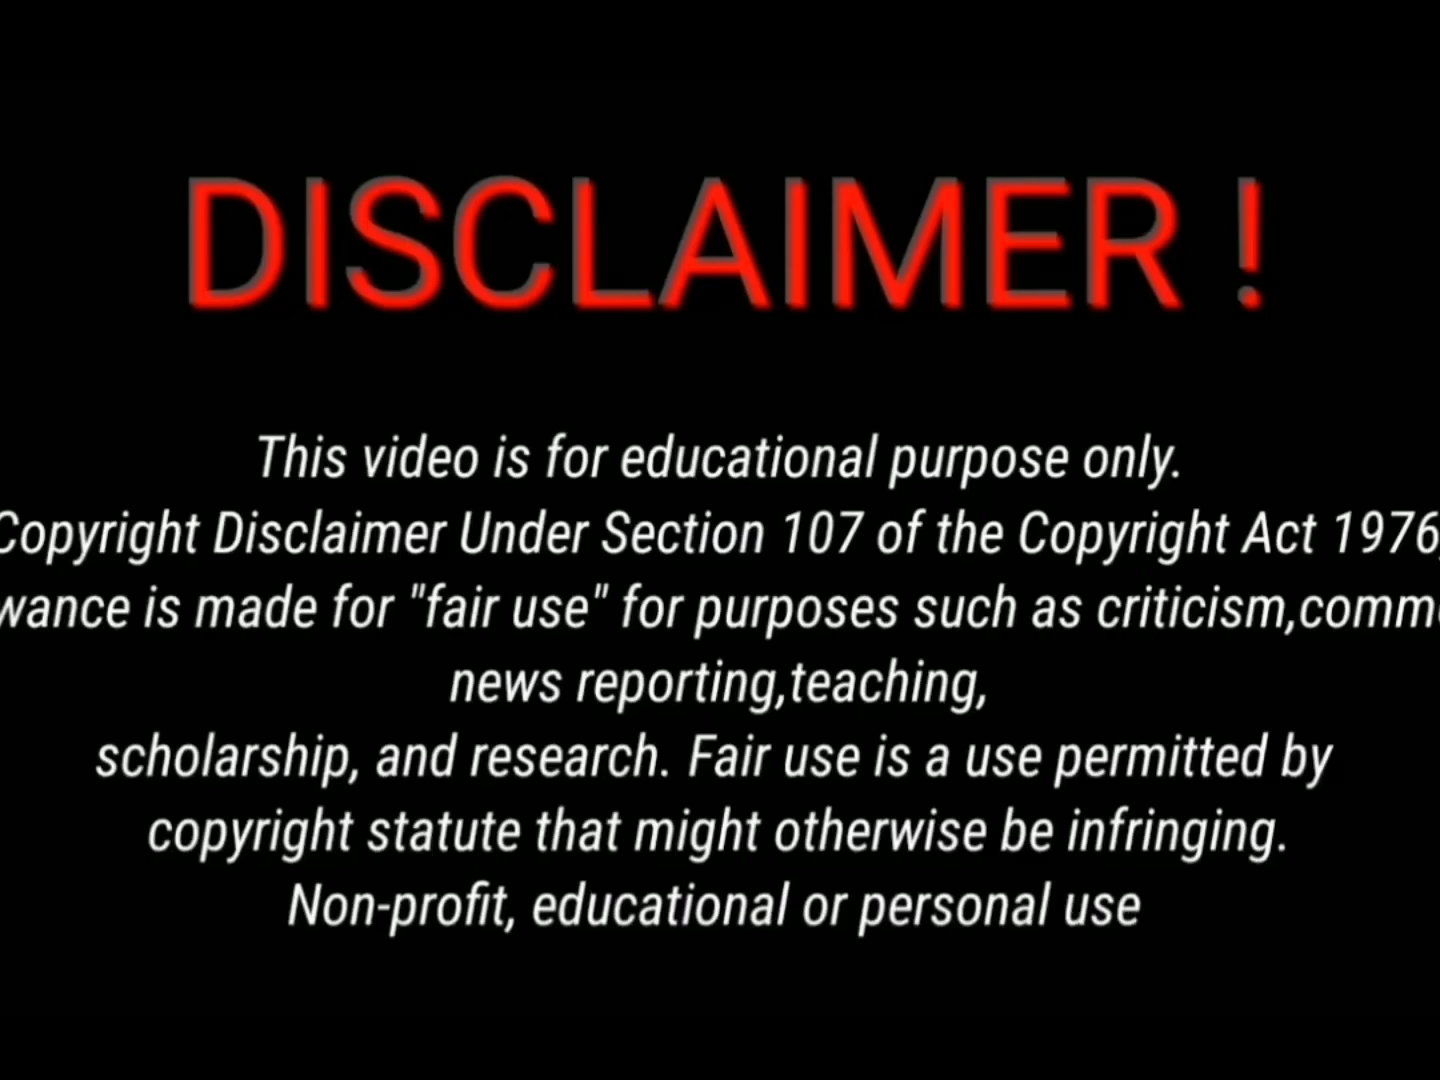 DISCLAIMER !
This video is for educational purpose only.
Copyright Disclaimer Under Section 107 of the Copyright Act 1976,
wance is made for "fair use" for purposes such as criticism,comme
news reporting,teaching,
scholarship, and research. Fair use is a use permitted by
copyright statute that might otherwise be infringing.
Non-profit, educational or personal use